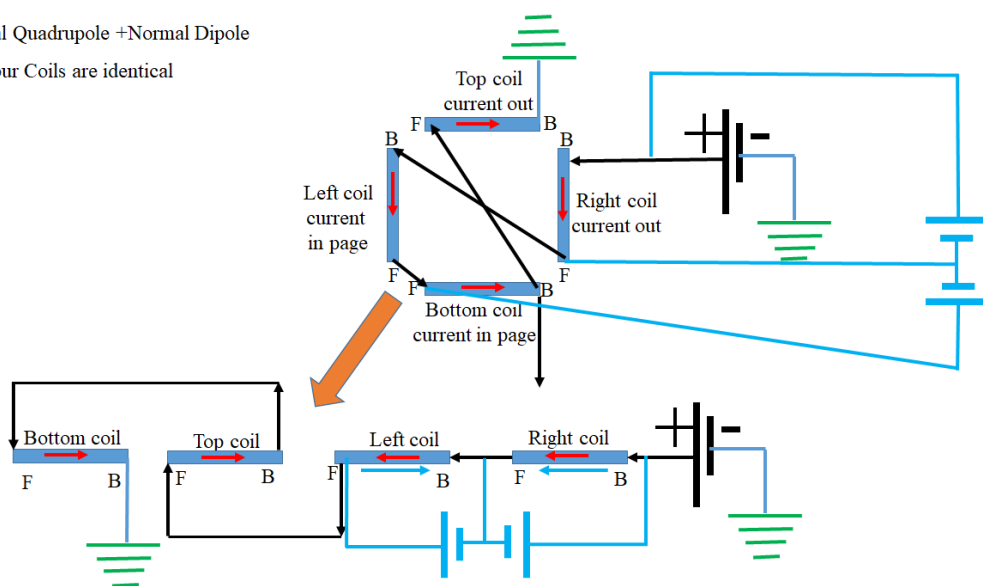 Quadrupole +Normal Dipole
Coils are identical
Top coil
current out
F
B
B
B
Left coil
current
in page
Right coil
current out
F
F
B
F
Bottom coil
current in page
Bottom coil
Top coil
Left coil
Right coil
F
B
F
B
F
B
F
B